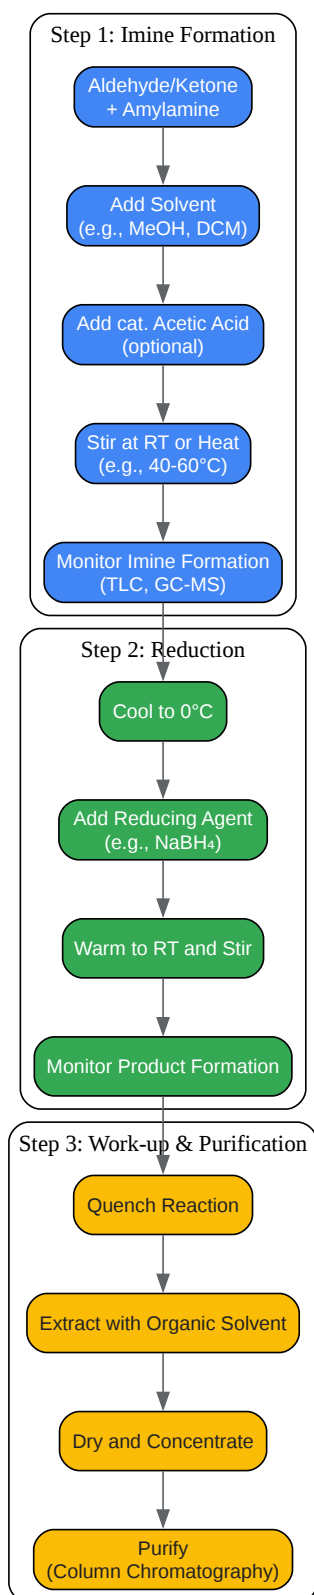 Step 1: Imine Formation
Aldehyde/Ketone
+ Amylamine
Add Solvent
(e.g., MeOH, DCM)
Add cat. Acetic Acid
(optional)
Stir at RT or Heat
(e.g., 40-60°C)
Monitor Imine Formation
(TLC, GC-MS)
Step 2: Reduction
Cool to 0°C
Add Reducing Agent
(e.g., NaBH₄)
Warm to RT and Stir
Monitor Product Formation
Step 3: Work-up & Purification
Quench Reaction
Extract with Organic Solvent
Dry and Concentrate
Purify
(Column Chromatography)